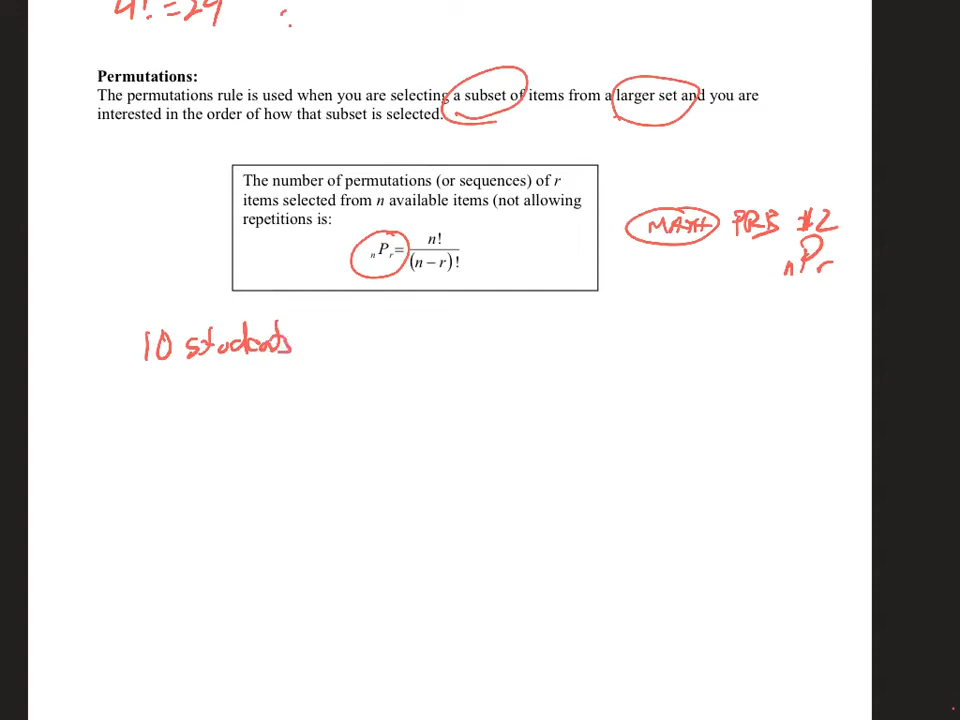 4! = 24
Permutations:
The permutations rule is used when you are selecting a subset of items from a larger set and you are
interested in the order of how that subset is selected.
The number of permutations (or sequences) of r
items selected from n available items (not allowing
repetitions is:
nPr = n! / (n – r)!
MATH PRB #2
nPr
10 students